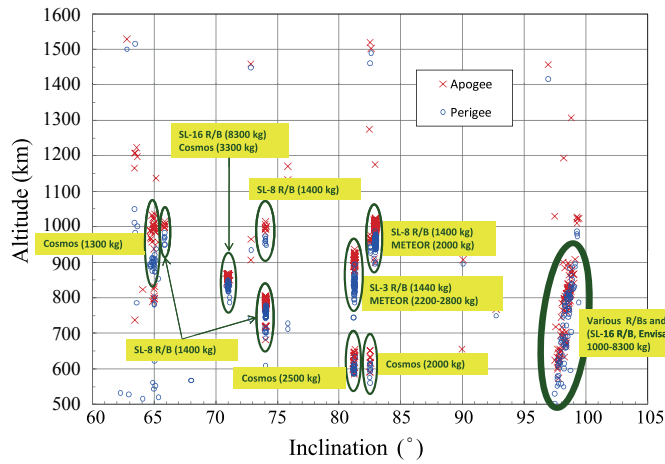 1600
1500
1400
1300
1200
1100
1000
900
800
700
600
500
Altitude (km)
60 65 70 75 80 85 90 95 100 105
Inclination (°)
Apogee
Perigee
SL-16 R/B (8300 kg)
Cosmos (3300 kg)
SL-8 R/B (1400 kg)
Cosmos (1300 kg)
SL-8 R/B (1400 kg)
METEOR (2000 kg)
SL-3 R/B (1440 kg)
METEOR (2200-2800 kg)
SL-8 R/B (1400 kg)
Cosmos (2500 kg)
Cosmos (2000 kg)
Various R/Bs and
(SL-16 R/B, Envisa
1000-8300 kg)